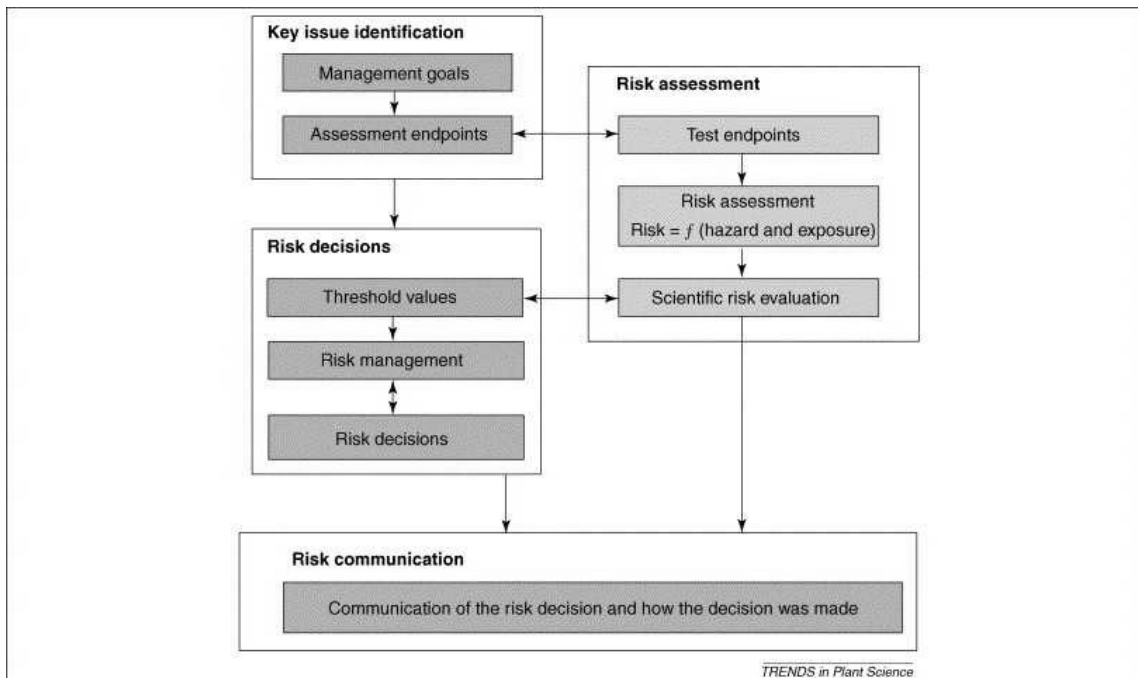 Key issue identification
Management goals
Assessment endpoints
Risk assessment
Test endpoints
Risk assessment
Risk = f (hazard and exposure)
Scientific risk evaluation
Risk decisions
Threshold values
Risk management
Risk decisions
Risk communication
Communication of the risk decision and how the decision was made
TRENDS in Plant Science